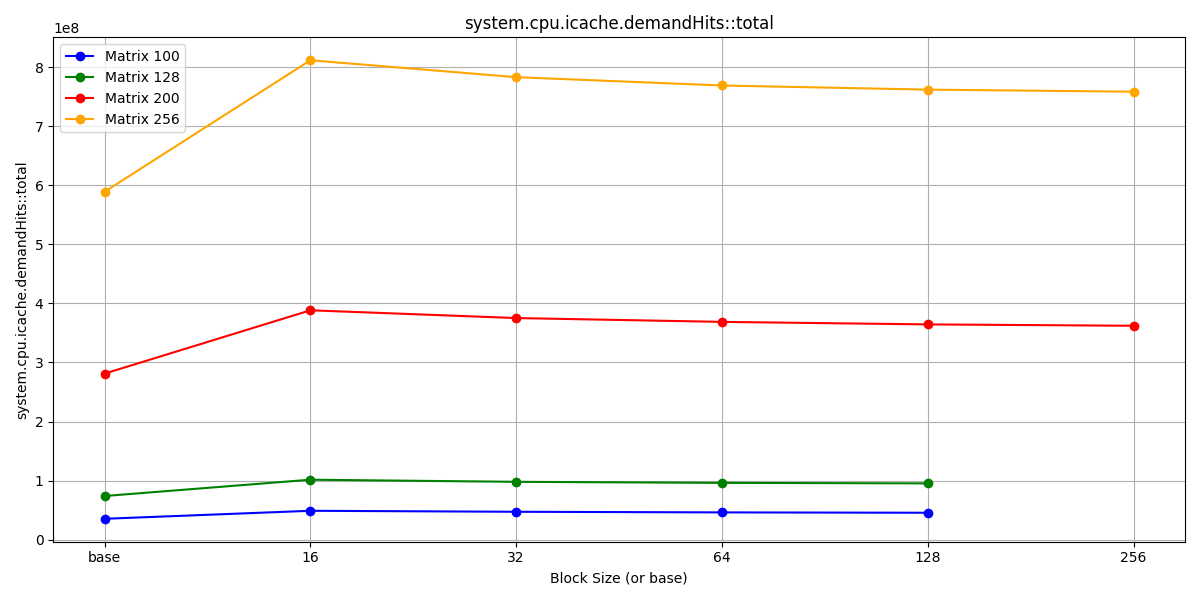 system.cpu.icache.demandHits::total
1e8
Matrix 100
Matrix 128
Matrix 200
Matrix 256
system.cpu.icache.demandHits::total
8
7
6
5
4
3
2
1
0
base 16 32 64 128 256
Block Size (or base)